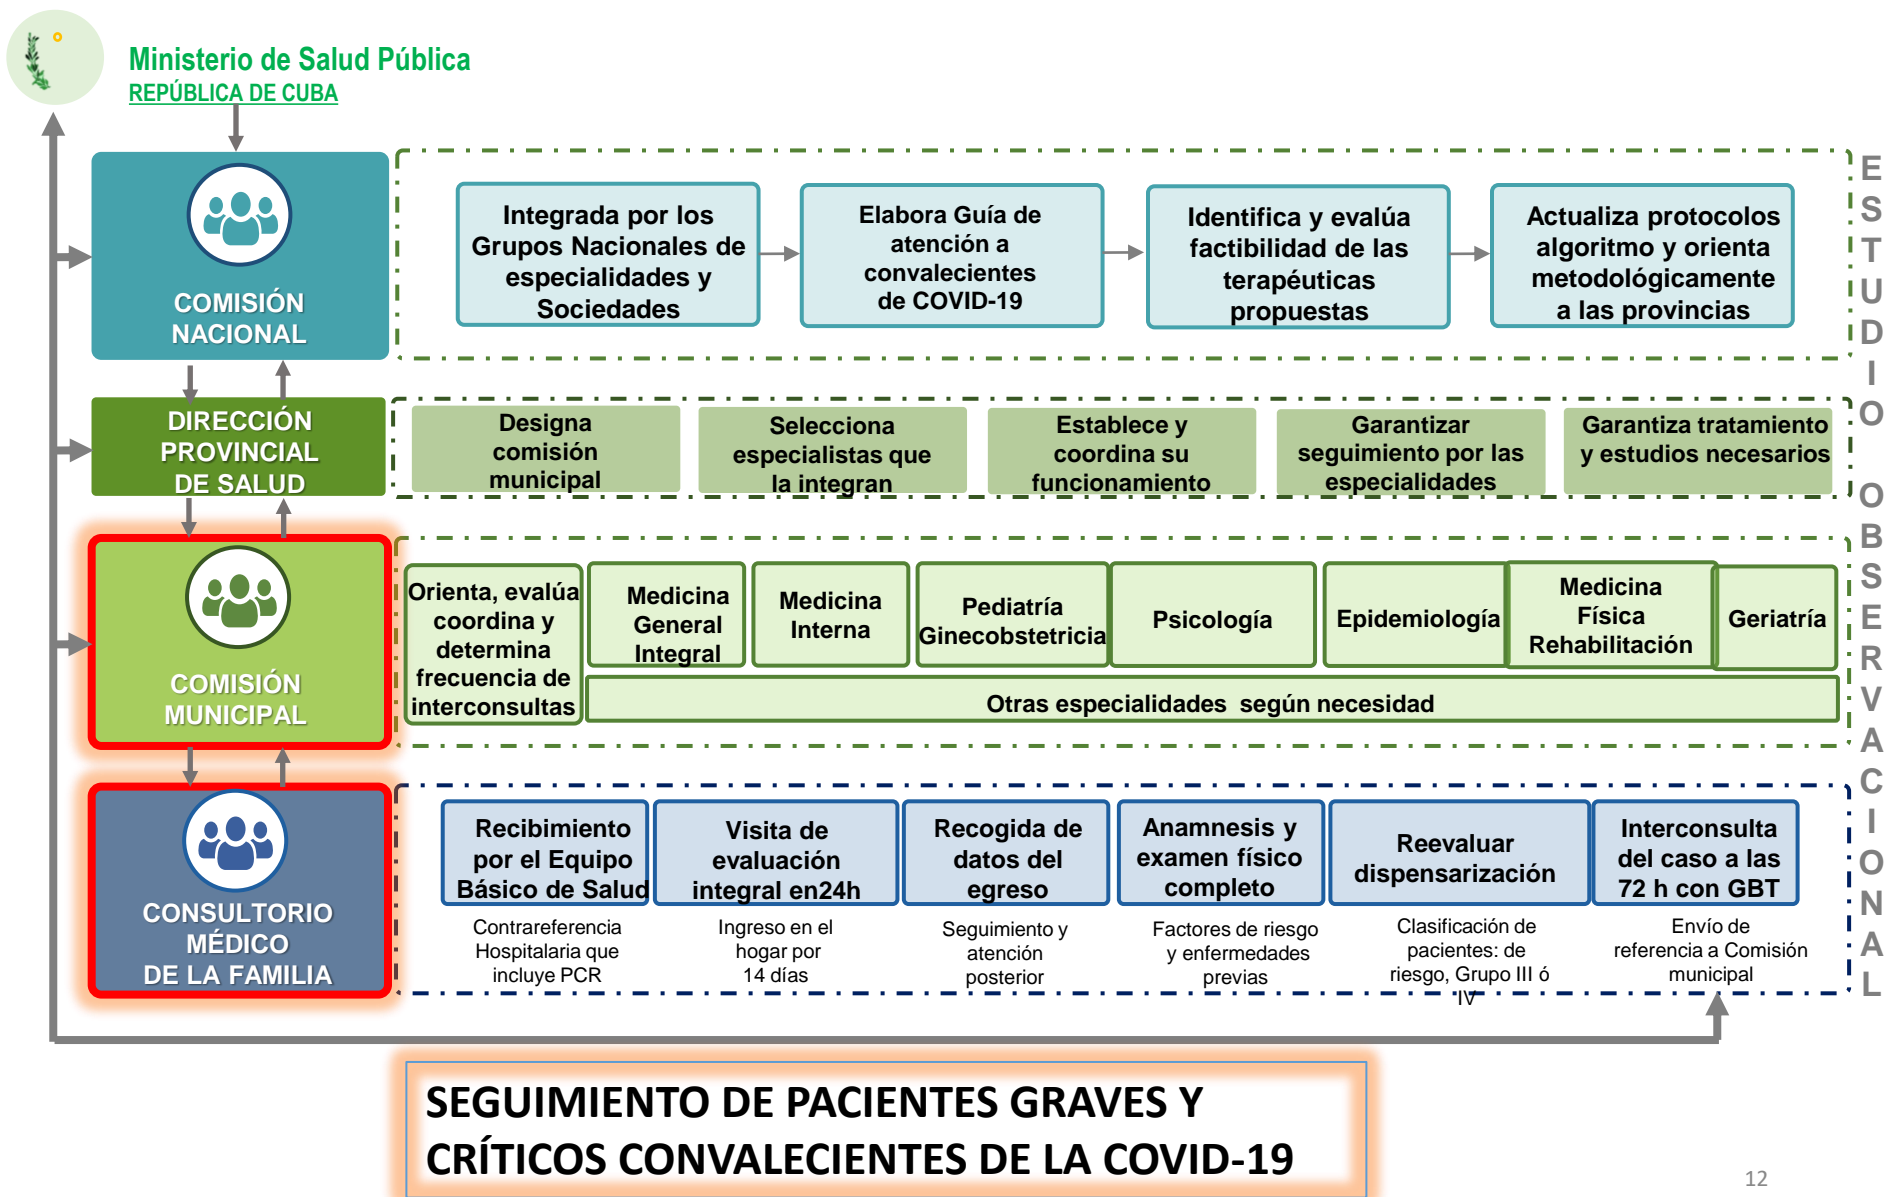 Ministerio de Salud Pública
REPÚBLICA DE CUBA
COMISIÓN
NACIONAL
Integrada por los
Grupos Nacionales de
especialidades y
Sociedades
Elabora Guía de
atención a
convalecientes
de COVID-19
Identifica y evalúa
factibilidad de las
terapéuticas
propuestas
Actualiza protocolos
algoritmo y orienta
metodológicamente
a las provincias
DIRECCIÓN
PROVINCIAL
DE SALUD
Designa
comisión
municipal
Selecciona
especialistas que
la integran
Establece y
coordina su
funcionamiento
Garantizar
seguimiento por las
especialidades
Garantiza tratamiento
y estudios necesarios
COMISIÓN
MUNICIPAL
Orienta, evalúa
coordina y
determina
frecuencia de
interconsultas
Medicina
General
Integral
Medicina
Interna
Pediatría
Ginecobstetricia
Psicología
Epidemiología
Medicina
Física
Rehabilitación
Geriatría
Otras especialidades según necesidad
CONSULTORIO
MÉDICO
DE LA FAMILIA
Recibimiento
por el Equipo
Básico de Salud
Contrareferencia
Hospitalaria que
incluye PCR
Visita de
evaluación
integral en24h
Ingreso en el
hogar por
14 días
Recogida de
datos del
egreso
Seguimiento y
atención
posterior
Anamnesis y
examen físico
completo
Factores de riesgo
y enfermedades
previas
Reevaluar
dispensarización
Clasificación de
pacientes: de
riesgo, Grupo III ó
IV
Interconsulta
del caso a las
72 h con GBT
Envío de
referencia a Comisión
municipal
ESTUDIO OBSERVACIONAL
SEGUIMIENTO DE PACIENTES GRAVES Y
CRÍTICOS CONVALECIENTES DE LA COVID-19
12